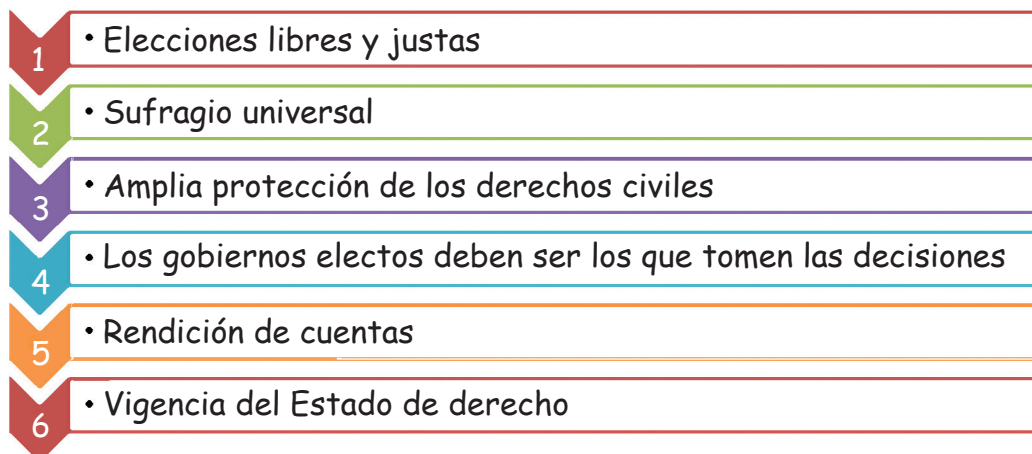 1 • Elecciones libres y justas
2 • Sufragio universal
3 • Amplia protección de los derechos civiles
4 • Los gobiernos electos deben ser los que tomen las decisiones
5 • Rendición de cuentas
6 • Vigencia del Estado de derecho